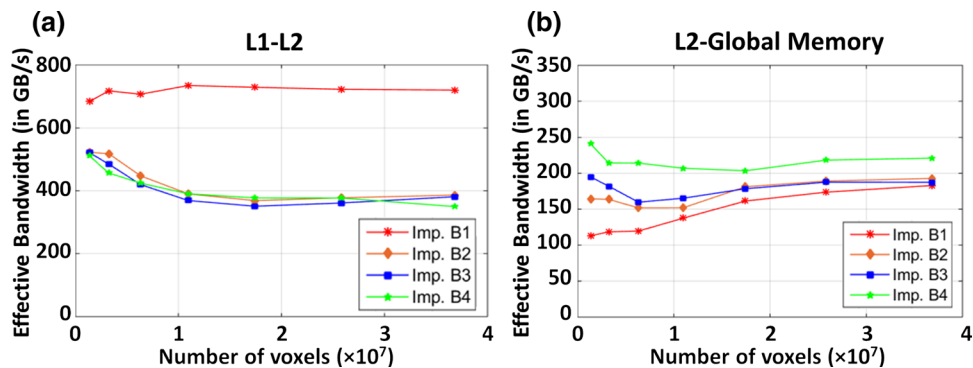 (a)
L1-L2
Effective Bandwidth (in GB/s)
800
600
400
200
0
0 1 2 3 4
Number of voxels (×10⁷)
Imp. B1
Imp. B2
Imp. B3
Imp. B4
(b)
L2-Global Memory
Effective Bandwidth (in GB/s)
350
300
250
200
150
100
50
0
0 1 2 3 4
Number of voxels (×10⁷)
Imp. B1
Imp. B2
Imp. B3
Imp. B4